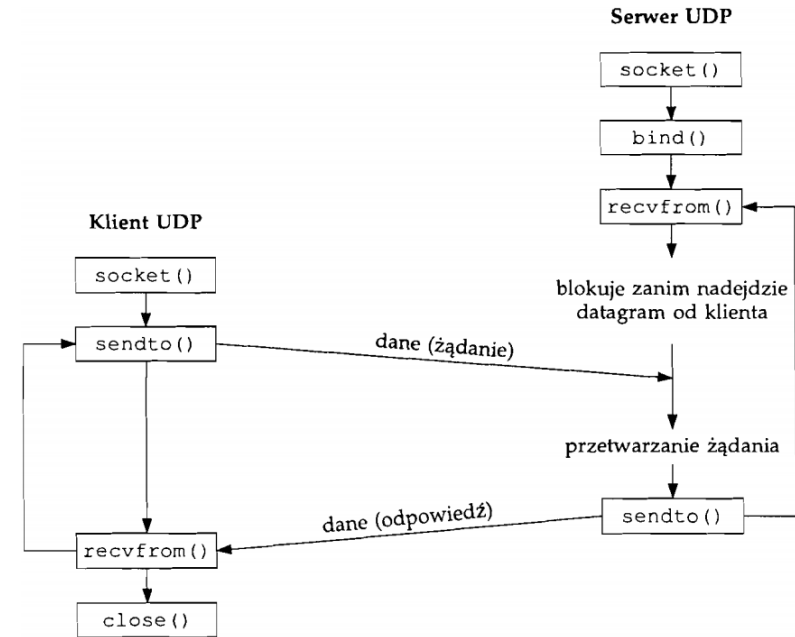 Serwer UDP
socket()
bind()
recvfrom()
blokuje zanim nadejdzie
datagram od klienta
przetwarzanie żądania
sendto()
Klient UDP
socket()
sendto()
dane (żądanie)
dane (odpowiedź)
recvfrom()
close()